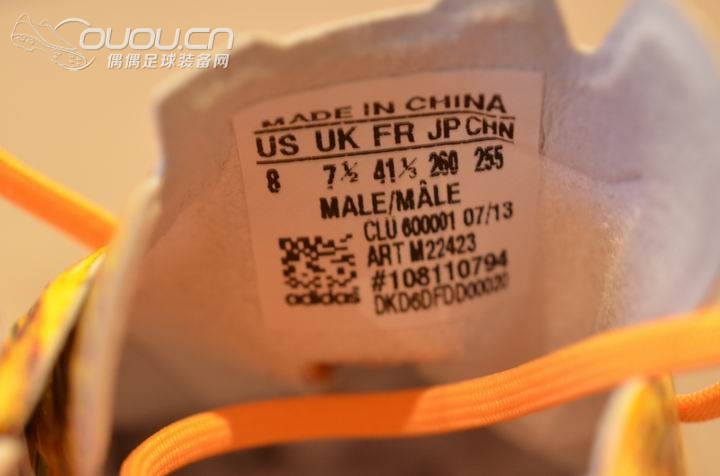 Ouou.cn
偶偶足球装备网
MADE IN CHINA
US UK FR JP CHN
8 7½ 41⅓ 260 255
MALE/MÂLE
CLU 600001 07/13
ART M22423
#108110794
adidas DKD6DFDD00020